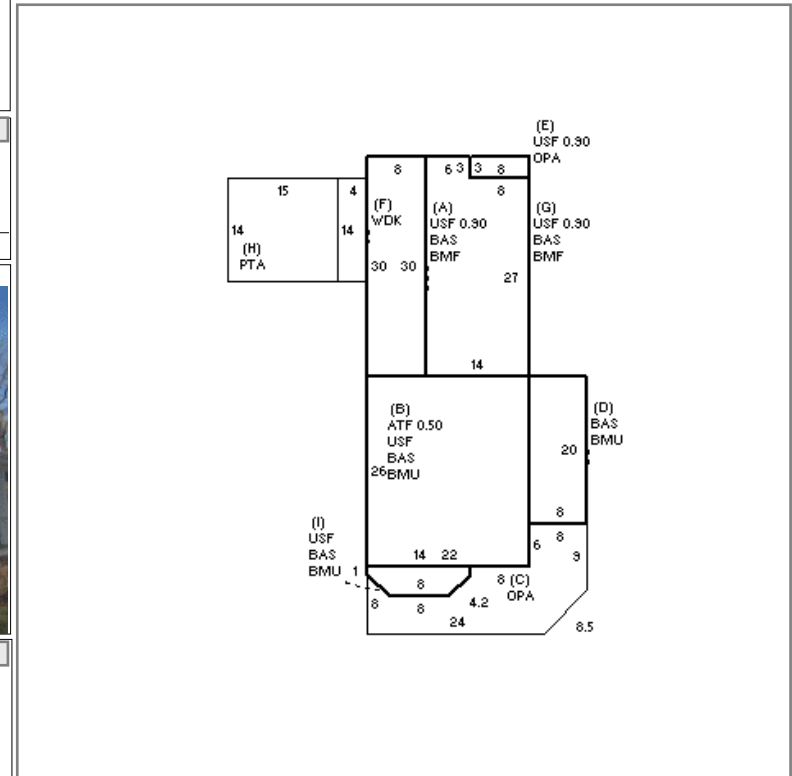 (E)
USF 0.90
OPA
8
6
3
3
8
8
15
4
(F)
WDK
(A)
USF 0.90
BAS
BMF
(G)
USF 0.90
BAS
BMF
14
(H)
PTA
14
30
30
27
14
(B)
ATF 0.50
USF
BAS
BMU
26
(D)
BAS
BMU
20
8
8
6
9
(I)
USF
BAS
BMU
1
14
22
8
8
8
8
(C)
OPA
4.2
24
8.5